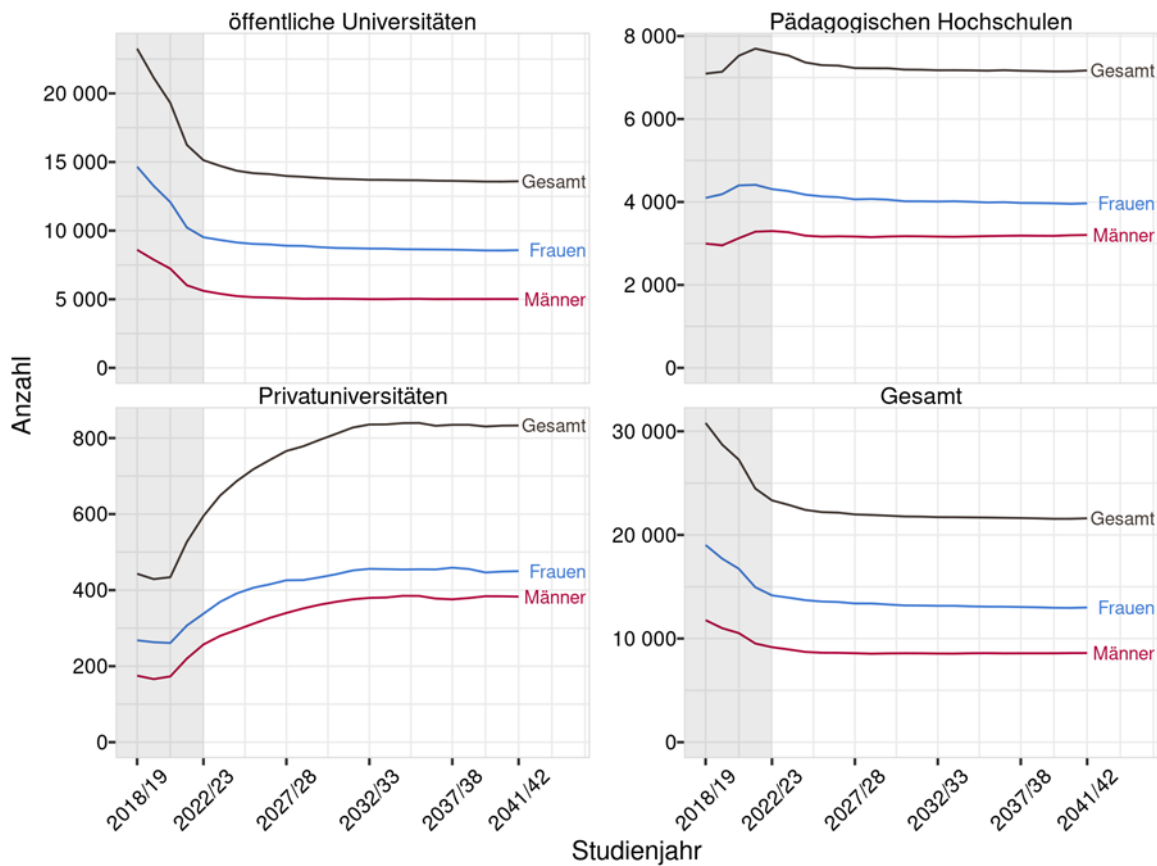 öffentliche Universitäten
20 000
15 000
10 000
5 000
0
Gesamt
Frauen
Männer
Pädagogischen Hochschulen
8 000
6 000
4 000
2 000
0
Gesamt
Frauen
Männer
Anzahl
Privatuniversitäten
800
600
400
200
0
Gesamt
Frauen
Männer
2018/19
2022/23
2027/28
2032/33
2037/38
2041/42
Gesamt
30 000
20 000
10 000
0
Gesamt
Frauen
Männer
2018/19
2022/23
2027/28
2032/33
2037/38
2041/42
Studienjahr